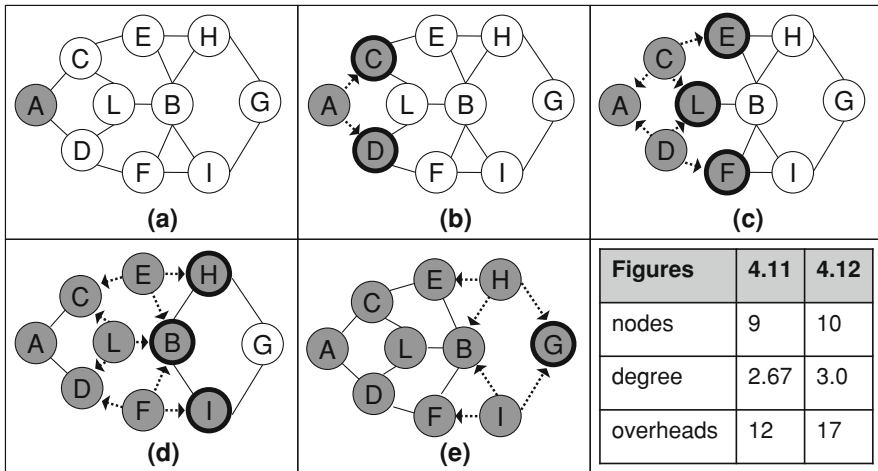 E H
C
A L B G
D
F I
(a)
E H
C
A L B G
D
F I
(b)
E H
C
A L B G
D
F I
(c)
E H
C
A L B G
D
F I
(d)
E H
C
A L B G
D
F I
(e)
Figures 4.11 4.12
nodes 9 10
degree 2.67 3.0
overheads 12 17